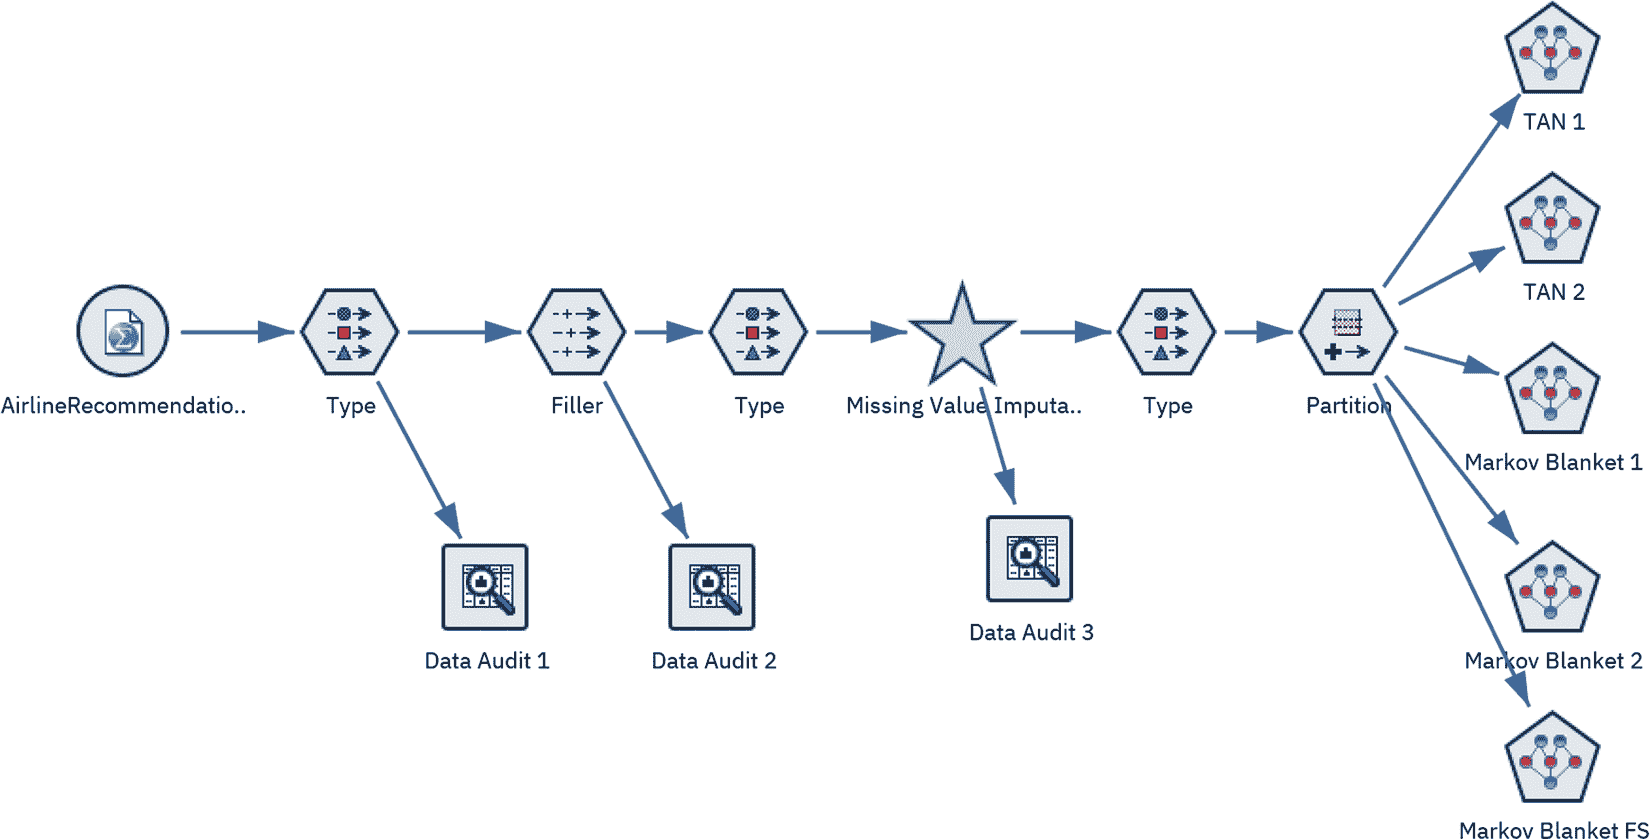 TAN 1
TAN 2
AirlineRecommendatio..
Type
Filler
Type
Missing Value Imputa..
Type
Partition
Markov Blanket 1
Data Audit 1
Data Audit 2
Data Audit 3
Markov Blanket 2
Markov Blanket FS